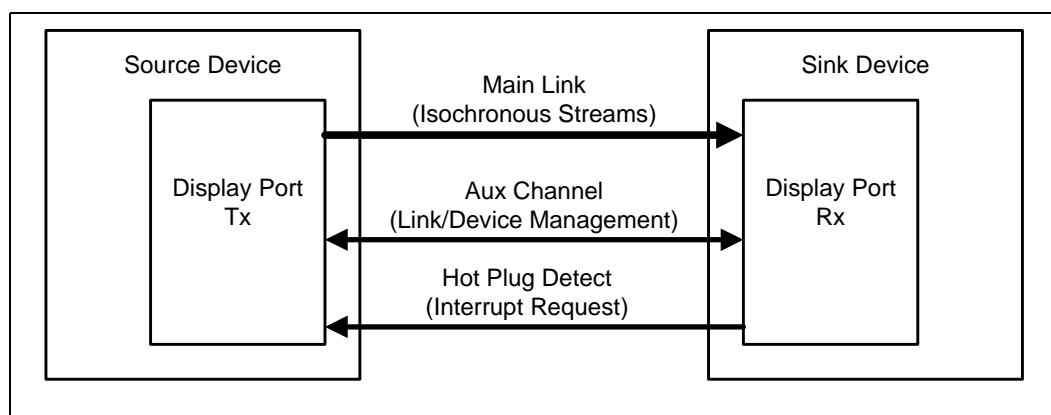 Source Device
Sink Device
Main Link
(Isochronous Streams)
Display Port
Tx
Aux Channel
(Link/Device Management)
Display Port
Rx
Hot Plug Detect
(Interrupt Request)